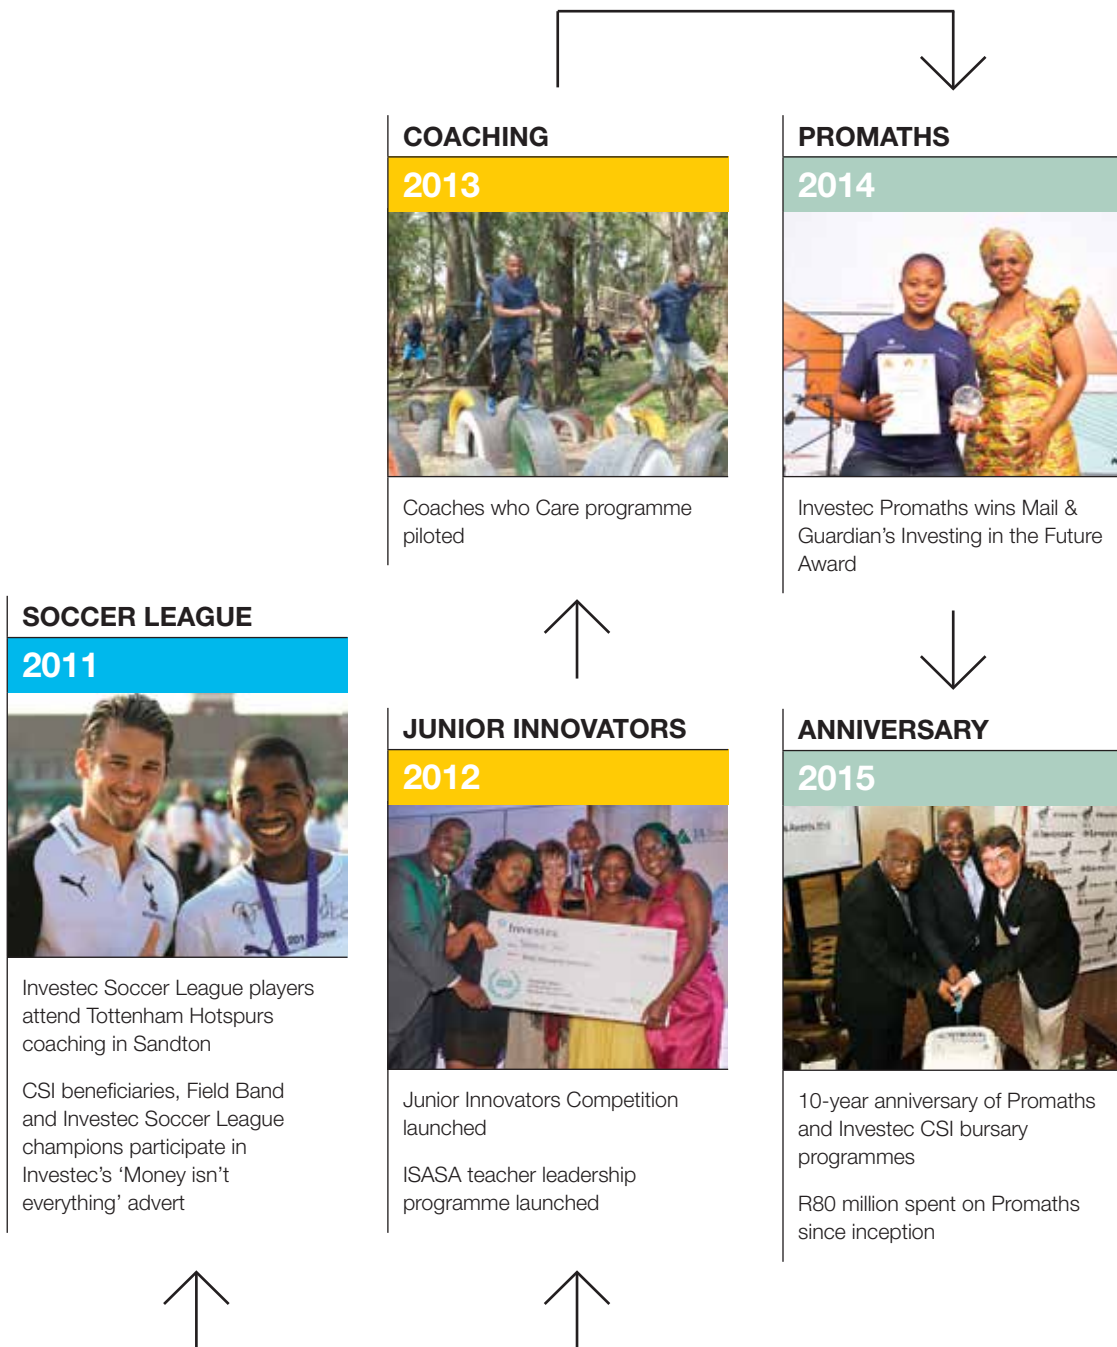 COACHING
2013
Coaches who Care programme
piloted
PROMATHS
2014
Investec Promaths wins Mail &
Guardian's Investing in the Future
Award
SOCCER LEAGUE
2011
201
Investec Soccer League players
attend Tottenham Hotspurs
coaching in Sandton
CSI beneficiaries, Field Band
and Investec Soccer League
champions participate in
Investec's ‘Money isn't
everything’ advert
JUNIOR INNOVATORS
2012
JA
Investec
Junior Innovators Competition
launched
ISASA teacher leadership
programme launched
ANNIVERSARY
2015
Investec
10-year anniversary of Promaths
and Investec CSI bursary
programmes
R80 million spent on Promaths
since inception